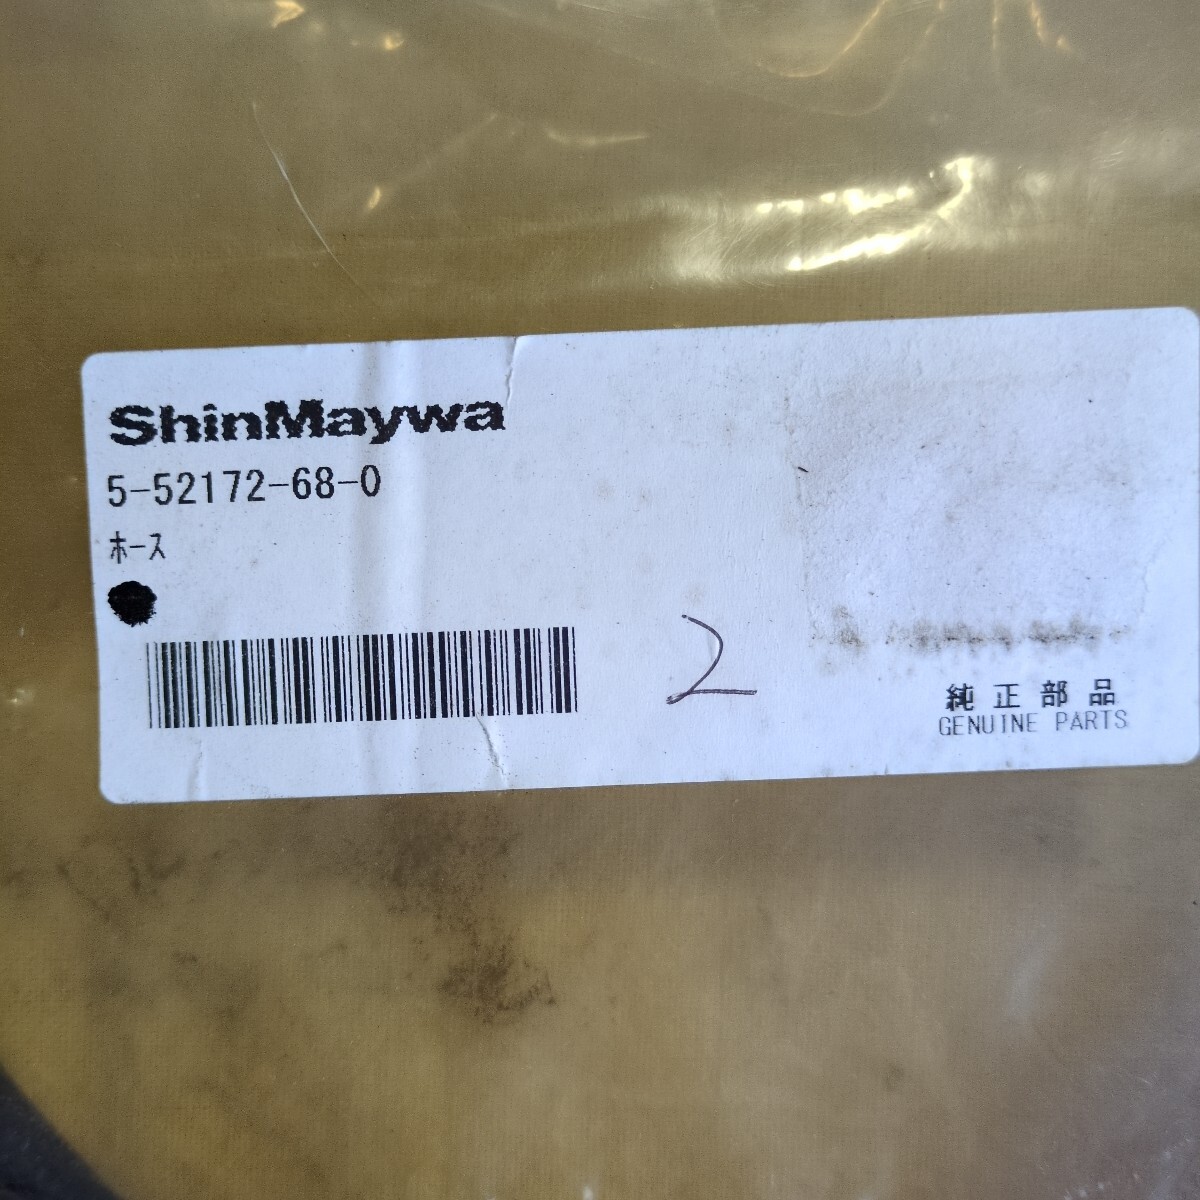 ShinMaywa
5-52172-68-0
ﾎｰｽ
2
純正部品
GENUINE PARTS